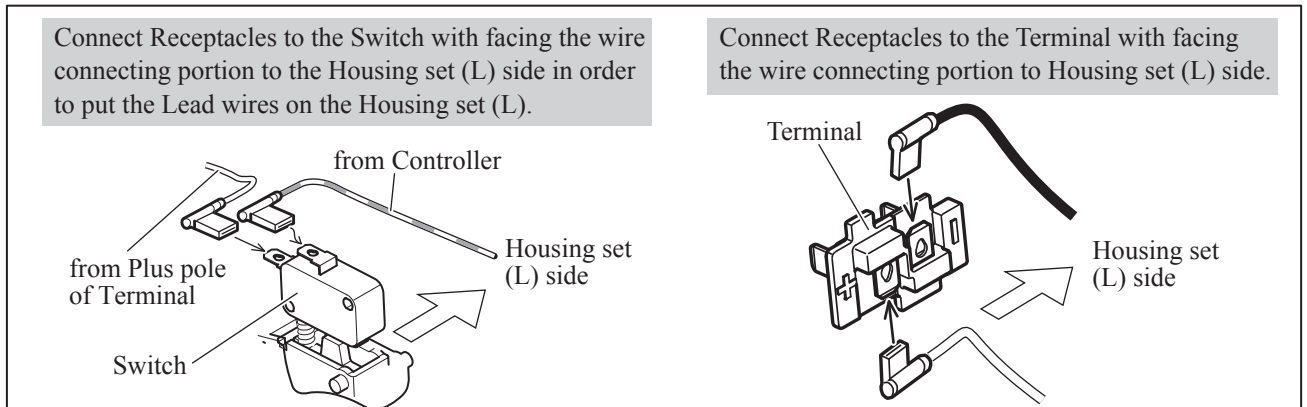 Connect Receptacles to the Switch with facing the wire
connecting portion to the Housing set (L) side in order
to put the Lead wires on the Housing set (L).
from Controller
Housing set
(L) side
from Plus pole
of Terminal
Switch
Connect Receptacles to the Terminal with facing
the wire connecting portion to Housing set (L) side.
Terminal
Housing set
(L) side
+
−